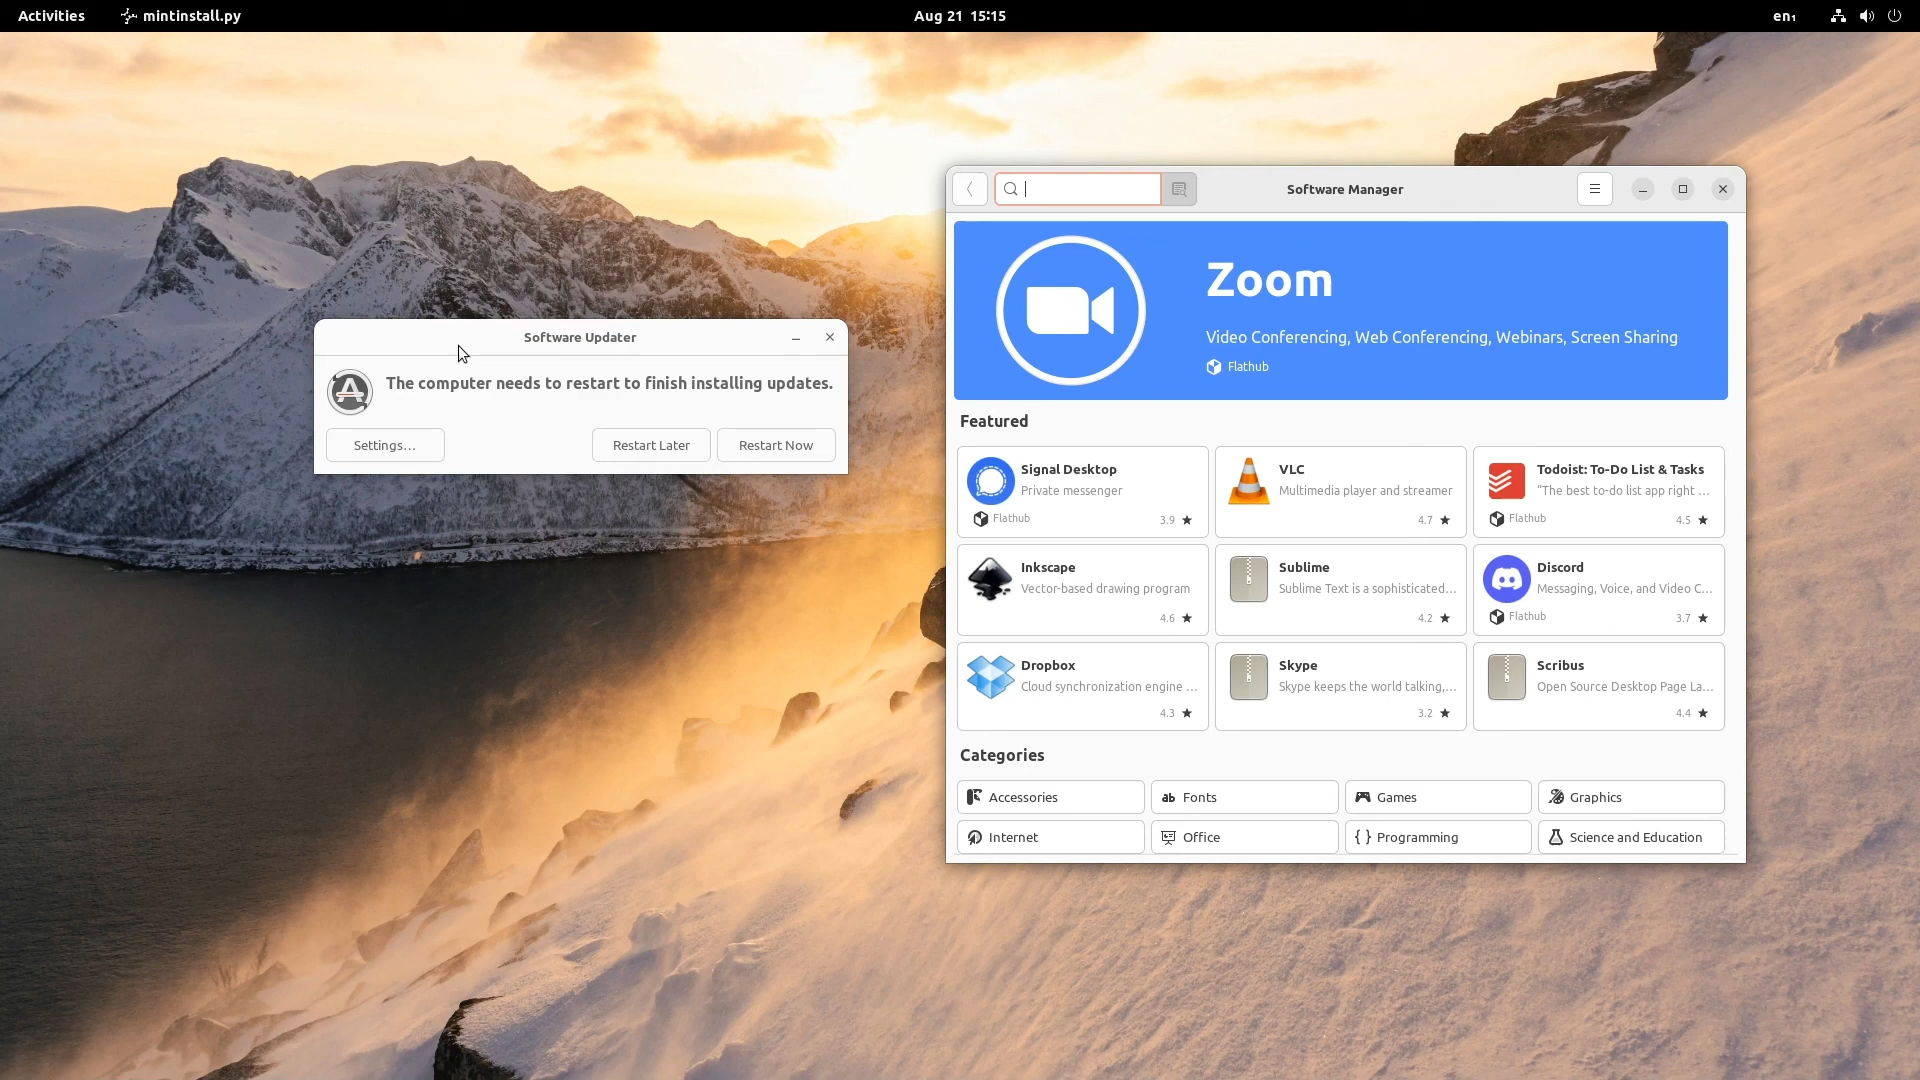 Activities
mintinstall.py
Aug 21 15:15
en₁
Software Manager
Zoom
Video Conferencing, Web Conferencing, Webinars, Screen Sharing
Flathub
Software Updater
The computer needs to restart to finish installing updates.
Settings…
Restart Later
Restart Now
Featured
Signal Desktop
Private messenger
Flathub
3.9 ★
VLC
Multimedia player and streamer
4.7 ★
Todoist: To-Do List & Tasks
“The best to-do list app right …
Flathub
4.5 ★
Inkscape
Vector-based drawing program
4.6 ★
Sublime
Sublime Text is a sophisticated…
4.2 ★
Discord
Messaging, Voice, and Video C…
Flathub
3.7 ★
Dropbox
Cloud synchronization engine …
4.3 ★
Skype
Skype keeps the world talking,…
3.2 ★
Scribus
Open Source Desktop Page La…
4.4 ★
Categories
Accessories
ab Fonts
Games
Graphics
Internet
Office
{ } Programming
Science and Education